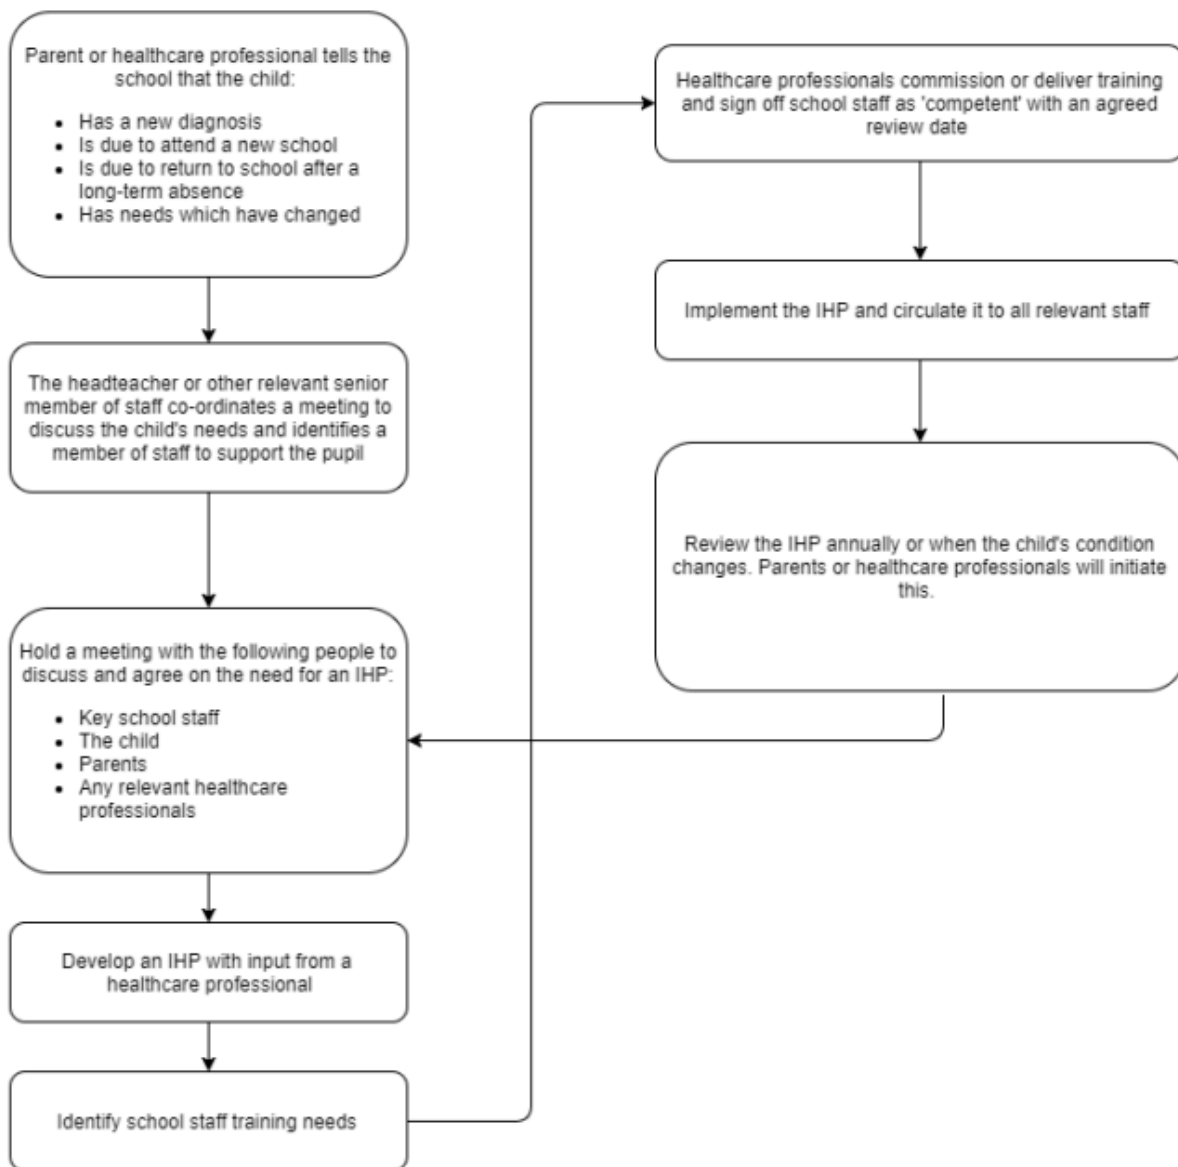 Parent or healthcare professional tells the
school that the child:
• Has a new diagnosis
• Is due to attend a new school
• Is due to return to school after a
long-term absence
• Has needs which have changed
The headteacher or other relevant senior
member of staff co-ordinates a meeting to
discuss the child's needs and identifies a
member of staff to support the pupil
Hold a meeting with the following people to
discuss and agree on the need for an IHP:
• Key school staff
• The child
• Parents
• Any relevant healthcare
professionals
Develop an IHP with input from a
healthcare professional
Identify school staff training needs
Healthcare professionals commission or deliver training
and sign off school staff as 'competent' with an agreed
review date
Implement the IHP and circulate it to all relevant staff
Review the IHP annually or when the child's condition
changes. Parents or healthcare professionals will initiate
this.